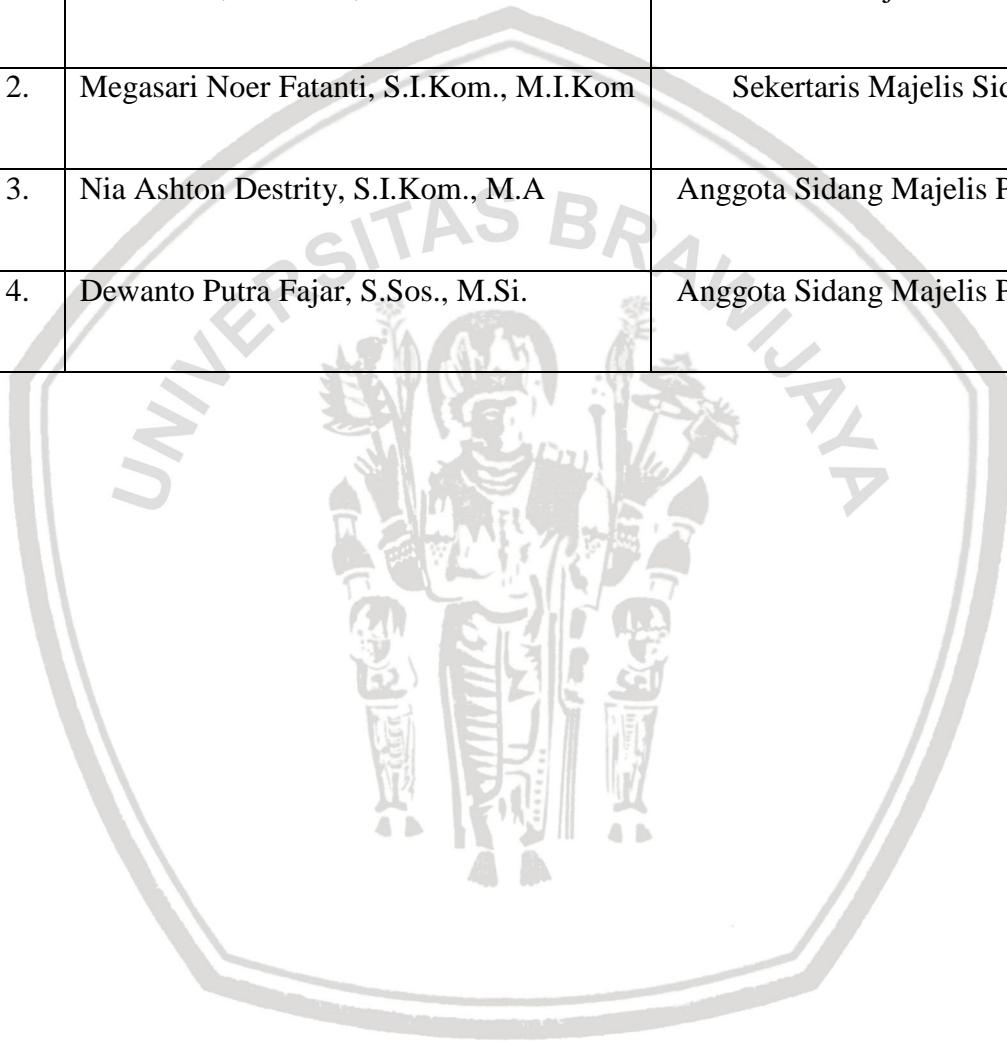 2. Megasari Noer Fatanti, S.I.Kom., M.I.Kom Sekertaris Majelis
3. Nia Ashton Destrity, S.I.Kom., M.A Anggota Sidang Majelis
4. Dewanto Putra Fajar, S.Sos., M.Si. Anggota Sidang Majelis
UNIVERSITAS BRAWIJAYA